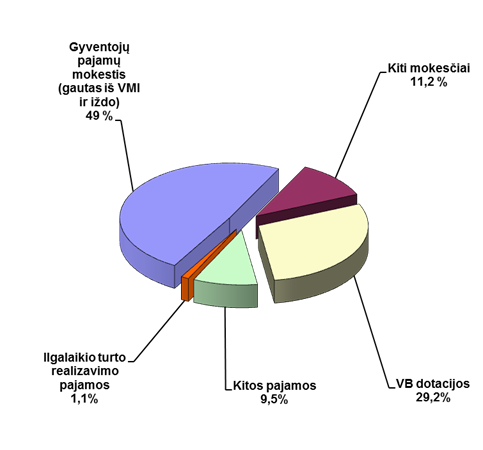 Gyventojų
pajamų
mokestis
(gautas iš VMI
ir iždo)
49 %
Kiti mokesčiai
11,2 %
VB dotacijos
29,2%
Kitos pajamos
9,5%
Ilgalaikio turto
realizavimo
pajamos
1,1%